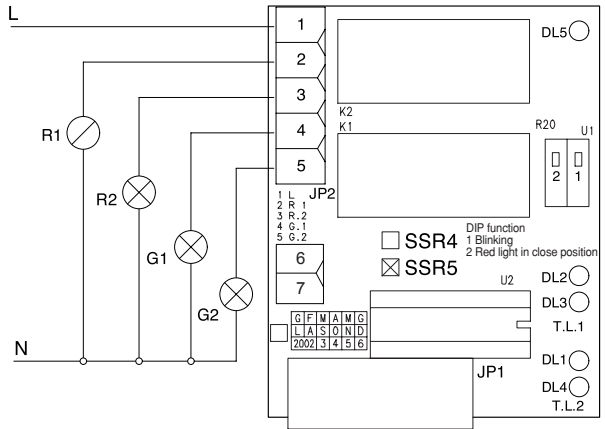 L
1
2
3
4
5
R1
R2
G1
G2
N
DL5
K2
K1
R20
U1
2 1
JP2
1 L
2 R 1
3 R.2
4 G.1
5 G.2
6
7
SSR4
SSR5
DIP function
1 Blinking
2 Red light in close position
U2
DL2
DL3
T.L.1
G F M A M G
L A S O N D
2002 3 4 5 6
JP1
DL1
DL4
T.L.2